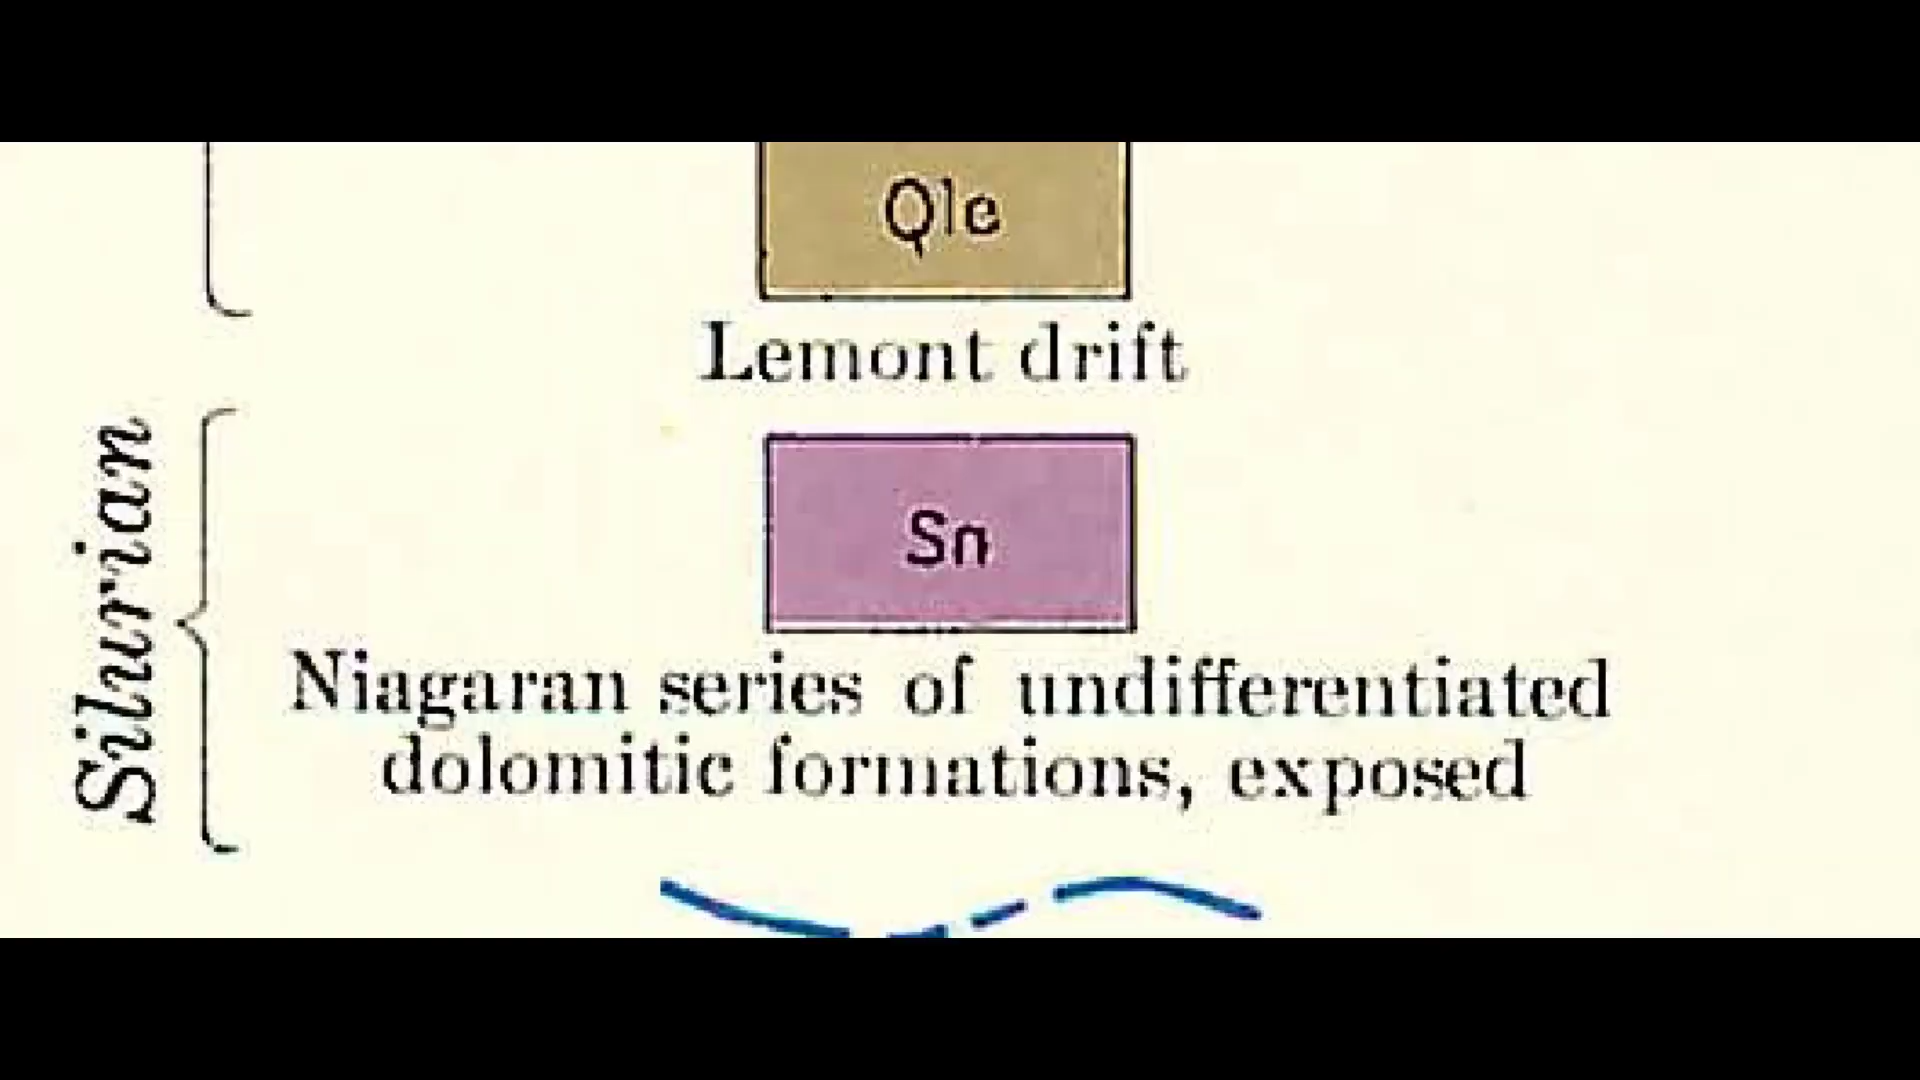 Qle
Lemont drift
Silurian
Sn
Niagaran series of undifferentiated
dolomitic formations, exposed